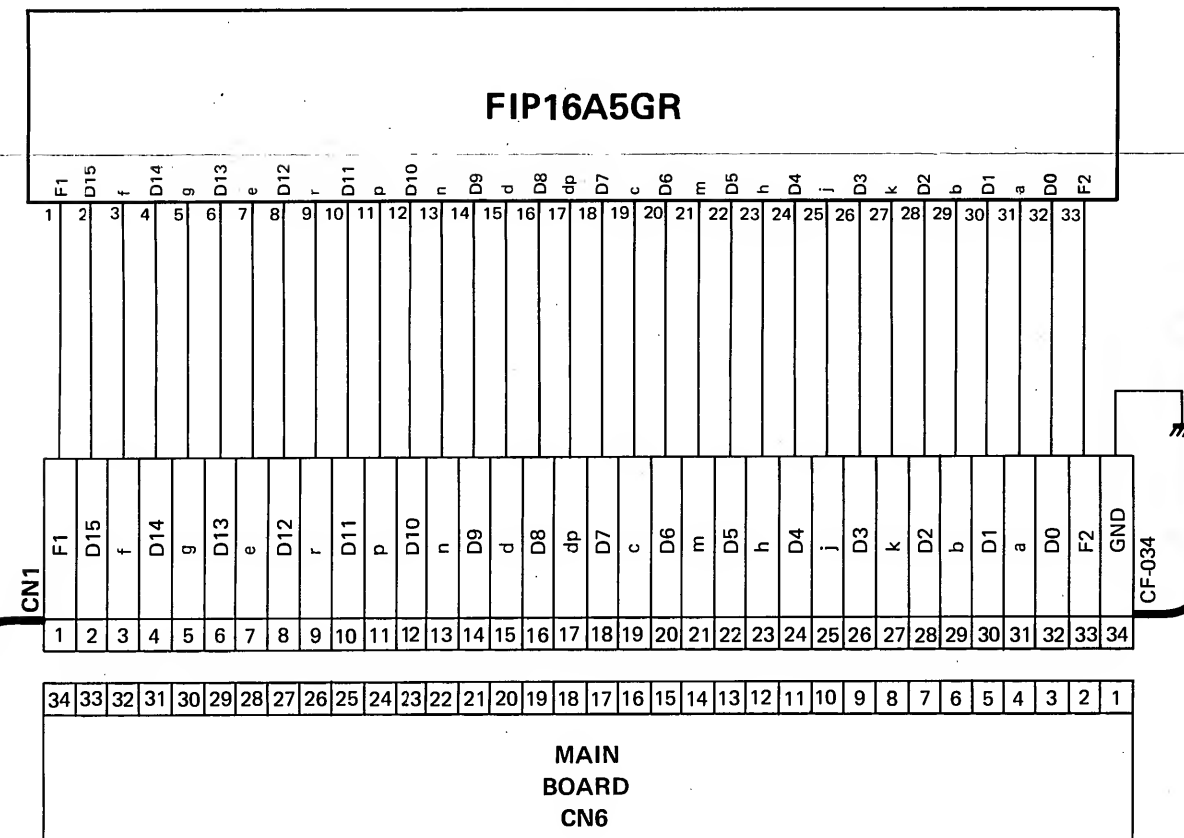 FIP16A5GR
F1 D15 f D14 g D13 e D12 r D11 p D10 n D9 d D8 dp D7 c D6 m D5 h D4 j D3 k D2 b D1 a D0 F2
1 2 3 4 5 6 7 8 9 10 11 12 13 14 15 16 17 18 19 20 21 22 23 24 25 26 27 28 29 30 31 32 33
CN1
F1 D15 f D14 g D13 e D12 r D11 p D10 n D9 d D8 dp D7 c D6 m D5 h D4 j D3 k D2 b D1 a D0 F2 GND
CF-034
1 2 3 4 5 6 7 8 9 10 11 12 13 14 15 16 17 18 19 20 21 22 23 24 25 26 27 28 29 30 31 32 33 34
34 33 32 31 30 29 28 27 26 25 24 23 22 21 20 19 18 17 16 15 14 13 12 11 10 9 8 7 6 5 4 3 2 1
MAIN
BOARD
CN6